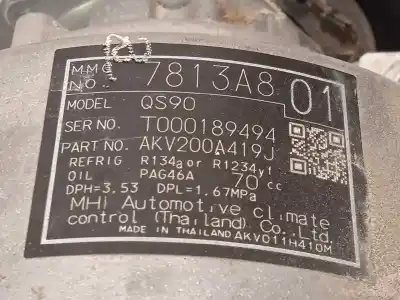 MMC NO. 7813A8 01
MODEL QS90
SER NO. T000189494
PART NO. AKV200A419J
REFRIG R134a or R1234yf
OIL PAG46A 70 cc
DPH=3.53 DPL=1.67MPa
MHI Automotive climate
control (Thailand) Co., Ltd.
MADE IN THAILAND AKV011H410M